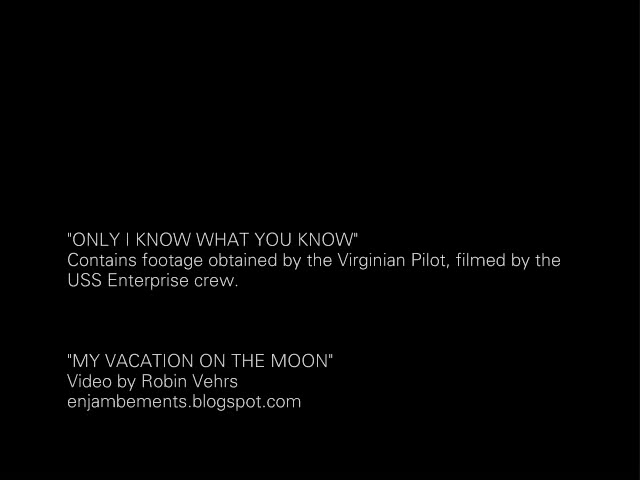 "ONLY I KNOW WHAT YOU KNOW"
Contains footage obtained by the Virginian Pilot, filmed by the
USS Enterprise crew.
"MY VACATION ON THE MOON"
Video by Robin Vehrs
enjambements.blogspot.com